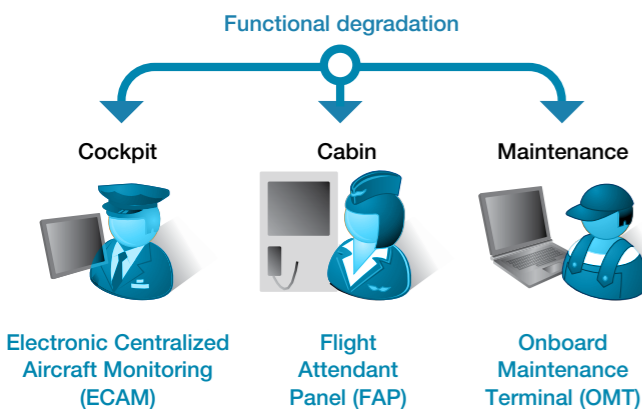 Functional degradation
Cockpit
Cabin
Maintenance
Electronic Centralized
Aircraft Monitoring
(ECAM)
Flight
Attendant
Panel (FAP)
Onboard
Maintenance
Terminal (OMT)